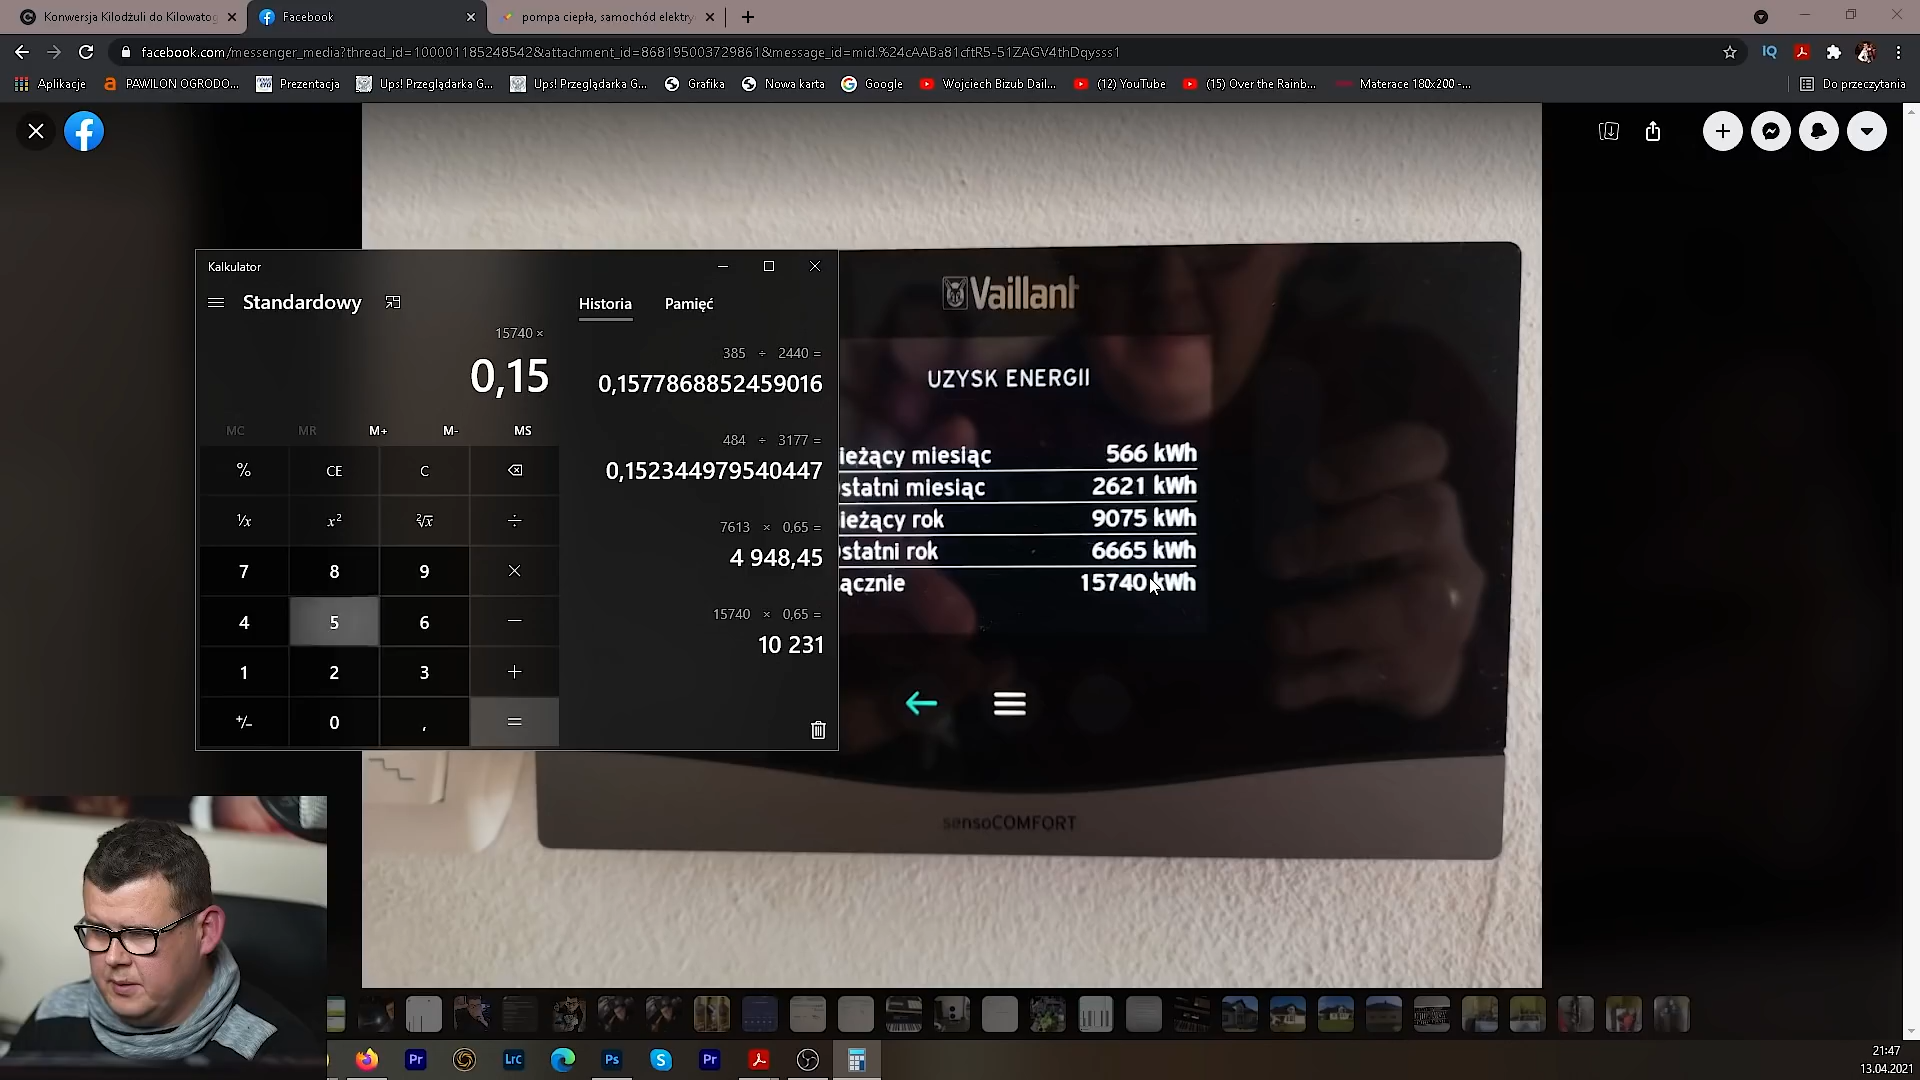 Konwersja Kilodżuli do Kilowatog
Facebook
pompa ciepła, samochód elektry
facebook.com/messenger_media?thread_id=100001185248542&attachment_id=868195003729861&message_id=mid.%24cAABa81cftR5-51ZAGV4thDqysss1
IQ
Aplikacje
PAWILON OGRODO...
Prezentacja
Ups! Przeglądarka G...
Ups! Przeglądarka G...
Grafika
Nowa karta
Google
Wojciech Bizub Dail...
(12) YouTube
(15) Over the Rainb...
Materace 180x200 -...
Do przeczytania
Kalkulator
Standardowy
Historia
Pamięć
15740 ×
0,15
385 ÷ 2440 =
0,1577868852459016
484 ÷ 3177 =
0,152344979540447
7613 × 0,65 =
4 948,45
15740 × 0,65 =
10 231
MC MR M+ M- MS
% CE C
¹/x x² ²√x ÷
7 8 9 ×
4 5 6 −
1 2 3 +
+/- 0 , =
Vaillant
UZYSK ENERGII
ieżący miesiąc 566 kWh
statni miesiąc 2621 kWh
ieżący rok 9075 kWh
statni rok 6665 kWh
ącznie 15740 kWh
sensoCOMFORT
Pr
Lrc
Ps
S
Pr
21:47
13.04.2021